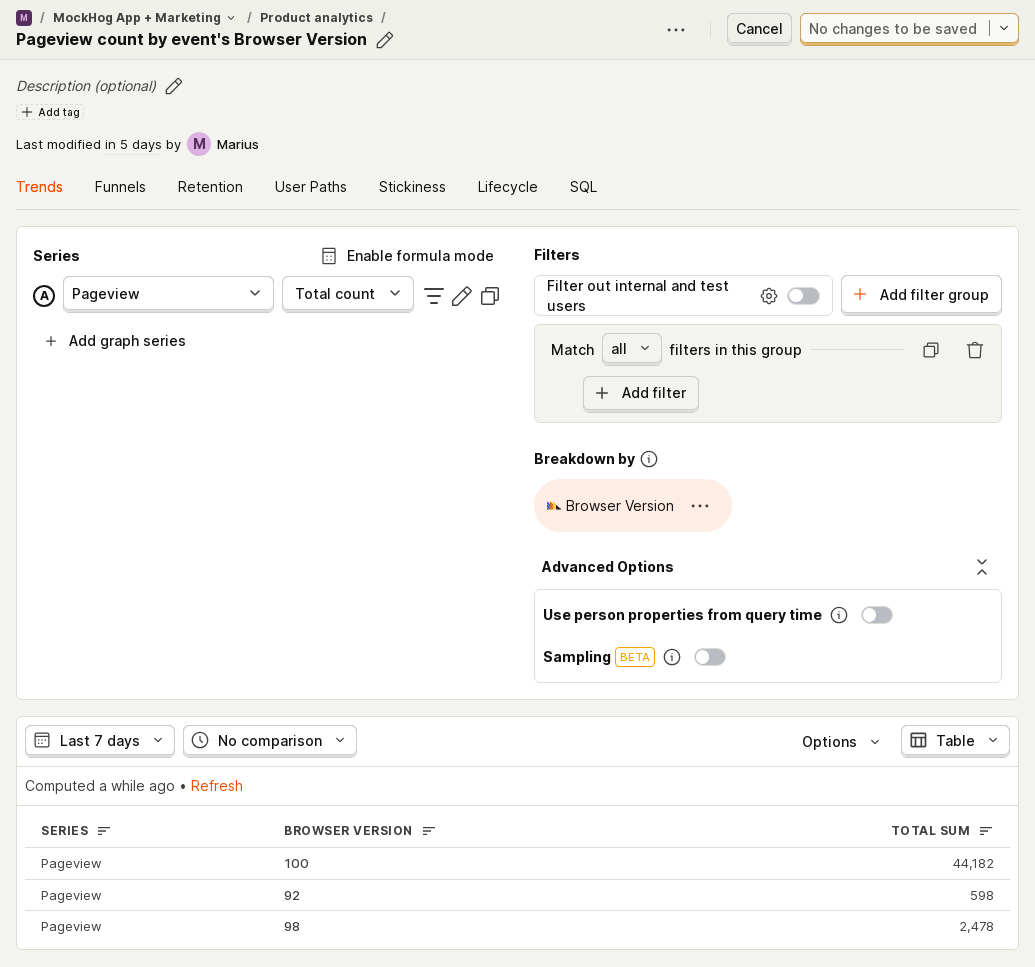 M / MockHog App + Marketing / Product analytics /
Pageview count by event's Browser Version
Cancel
No changes to be saved
Description (optional)
Add tag
Last modified in 5 days by M Marius
Trends Funnels Retention User Paths Stickiness Lifecycle SQL
Series
Enable formula mode
A Pageview Total count
Add graph series
Filters
Filter out internal and test
users
Add filter group
Match all filters in this group
Add filter
Breakdown by
Browser Version
Advanced Options
Use person properties from query time
Sampling BETA
Last 7 days No comparison Options Table
Computed a while ago • Refresh
SERIES BROWSER VERSION TOTAL SUM
Pageview 100 44,182
Pageview 92 598
Pageview 98 2,478